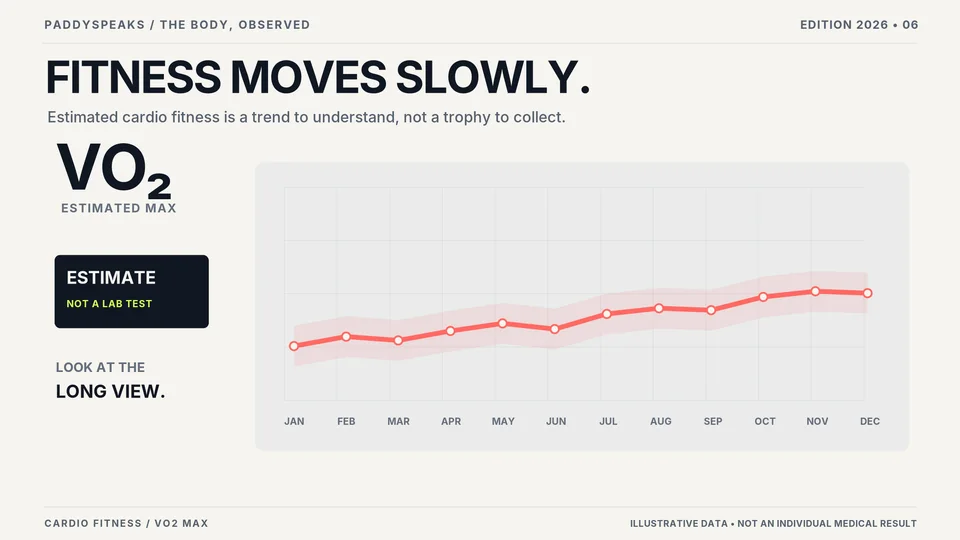 PADDYSPEAKS / THE BODY, OBSERVED
EDITION 2026 • 06
FITNESS MOVES SLOWLY.
Estimated cardio fitness is a trend to understand, not a trophy to collect.
VO₂
ESTIMATED MAX
ESTIMATE
NOT A LAB TEST
LOOK AT THE
LONG VIEW.
JAN FEB MAR APR MAY JUN JUL AUG SEP OCT NOV DEC
CARDIO FITNESS / VO2 MAX
ILLUSTRATIVE DATA • NOT AN INDIVIDUAL MEDICAL RESULT